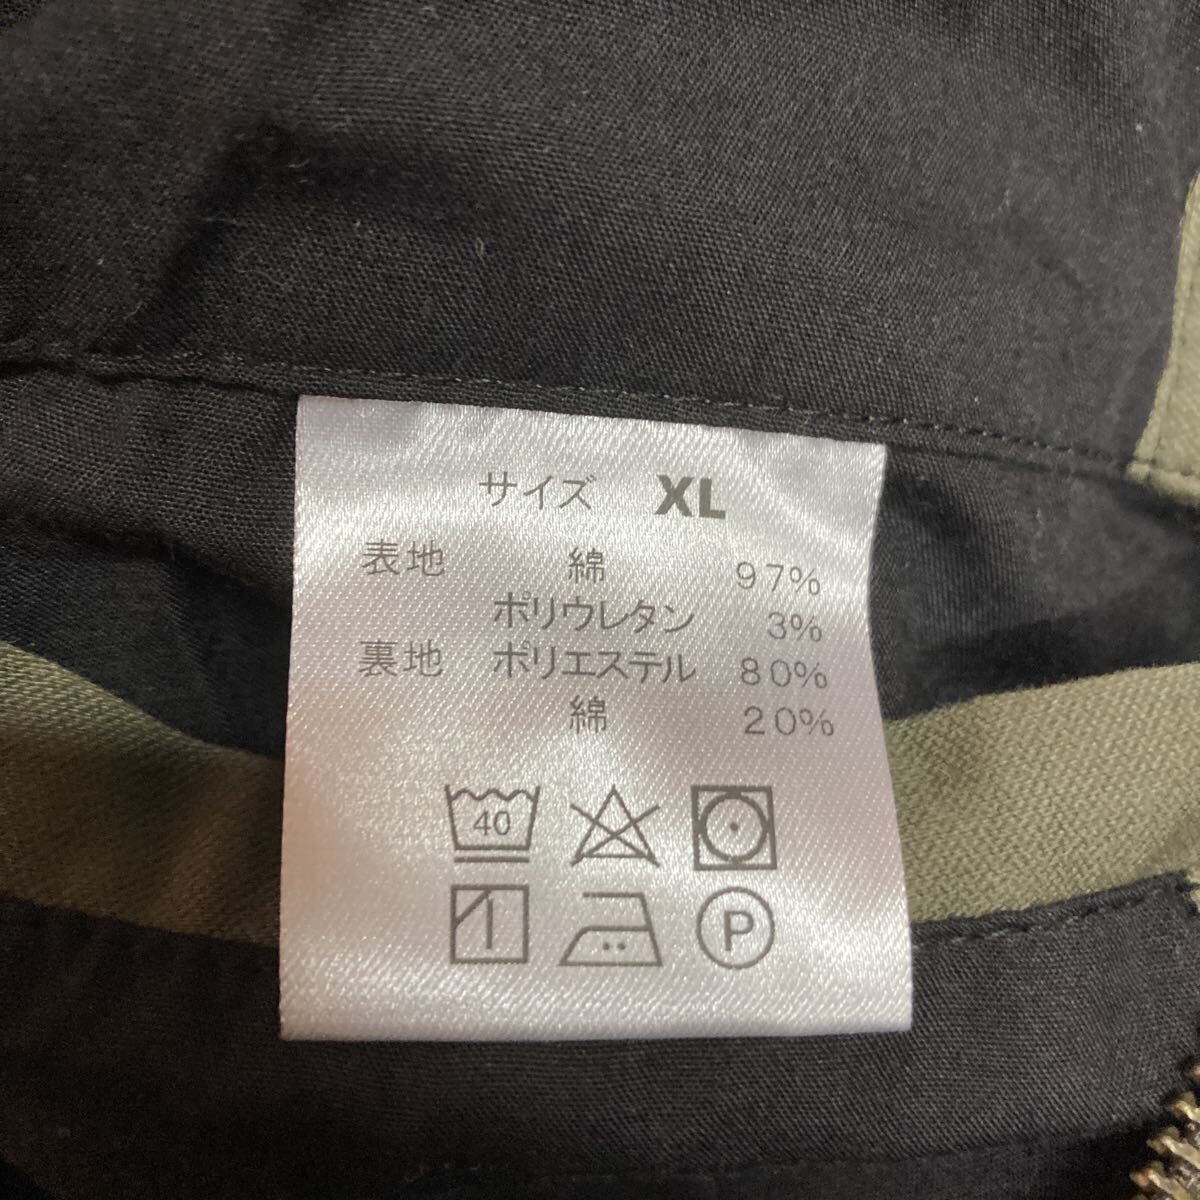 サイズ XL
表地 綿 97%
ポリウレタン 3%
裏地 ポリエステル 80%
綿 20%
40
P